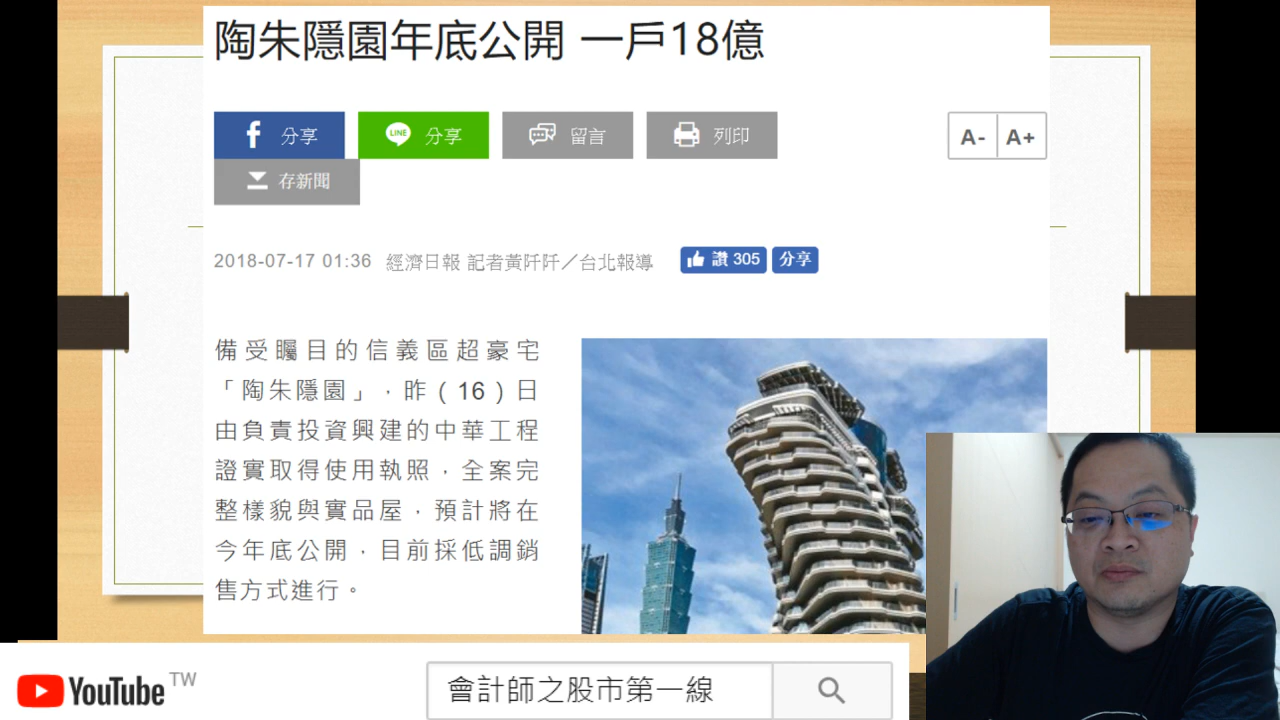 陶朱隱園年底公開 一戶18億
分享
LINE 分享
留言
列印
A- A+
存新聞
2018-07-17 01:36 經濟日報 記者黃阡阡／台北報導
讚 305 分享
備受矚目的信義區超豪宅
「陶朱隱園」，昨（16）日
由負責投資興建的中華工程
證實取得使用執照，全案完
整樣貌與實品屋，預計將在
今年底公開，目前採低調銷
售方式進行。
YouTube TW
會計師之股市第一線